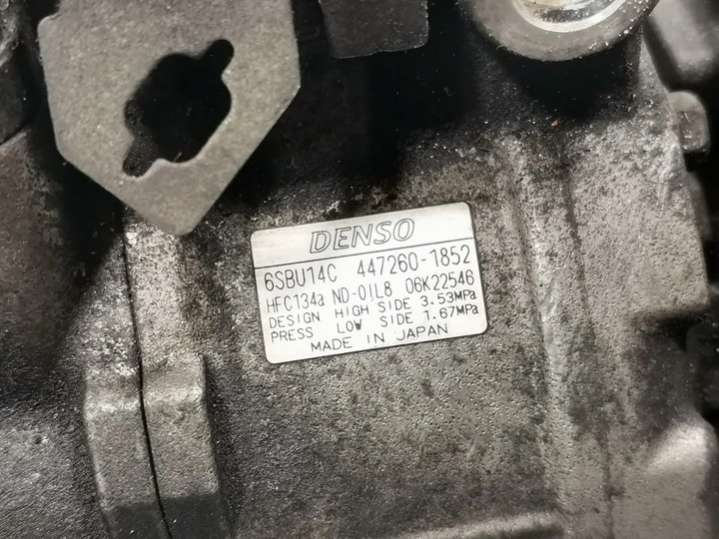 DENSO
6SBU14C 447260-1852
HFC134a ND-OIL8 06K22546
DESIGN HIGH SIDE 3.53MPa
PRESS LOW SIDE 1.67MPa
MADE IN JAPAN